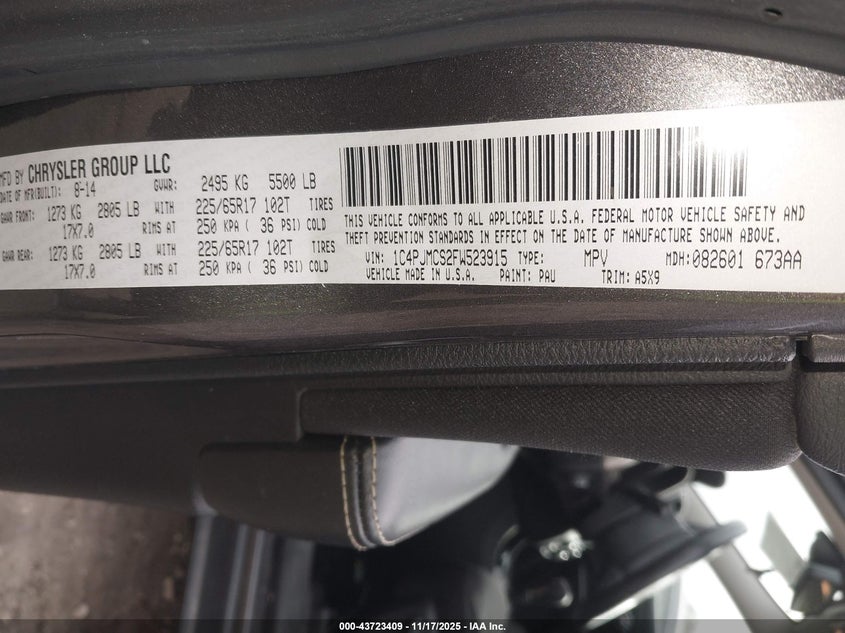 MFD BY CHRYSLER GROUP LLC
DATE OF MFR(BUILT): 8-14 GVWR: 2495 KG 5500 LB
GAWR FRONT: 1273 KG 2805 LB WITH 225/65R17 102T TIRES
17X7.0 RIMS AT 250 KPA ( 36 PSI) COLD
GAWR REAR: 1273 KG 2805 LB WITH 225/65R17 102T TIRES
17X7.0 RIMS AT 250 KPA ( 36 PSI) COLD
THIS VEHICLE CONFORMS TO ALL APPLICABLE U.S.A. FEDERAL MOTOR VEHICLE SAFETY AND
THEFT PREVENTION STANDARDS IN EFFECT ON THE DATE OF MANUFACTURE SHOWN ABOVE.
VIN: 1C4PJMCS2FW523915 TYPE: MPV MDH: 082601 673AA
VEHICLE MADE IN U.S.A. PAINT: PAU TRIM: A5X9
000-43723409 - 11/17/2025 - IAA Inc.